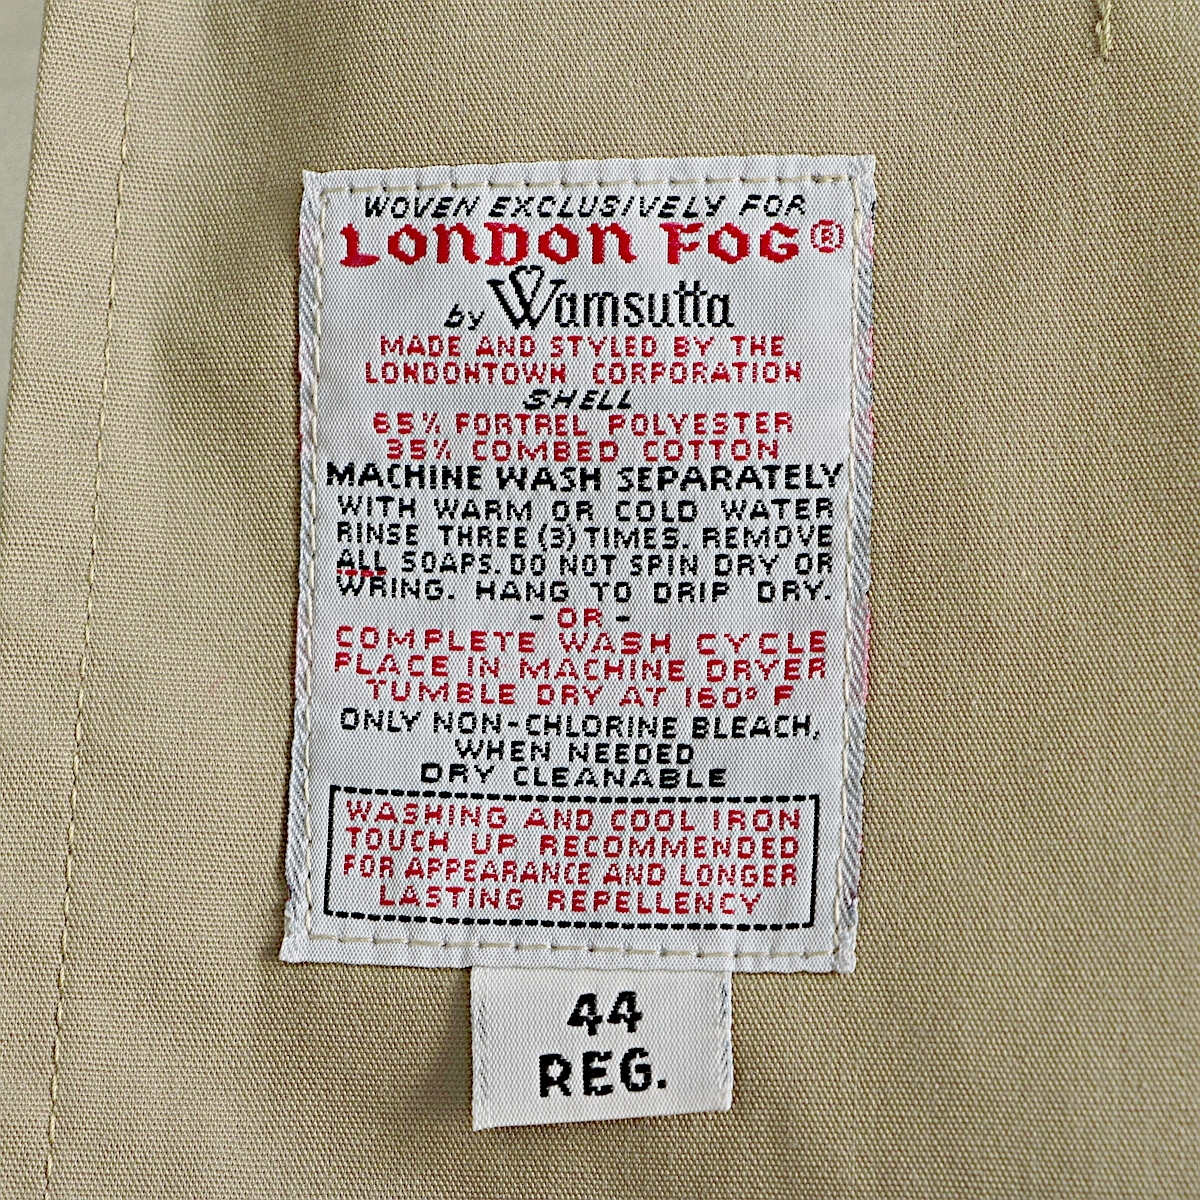 WOVEN EXCLUSIVELY FOR
LONDON FOG®
by Wamsutta
MADE AND STYLED BY THE
LONDONTOWN CORPORATION
SHELL
65% FORTREL POLYESTER
35% COMBED COTTON
MACHINE WASH SEPARATELY
WITH WARM OR COLD WATER
RINSE THREE (3) TIMES. REMOVE
ALL SOAPS. DO NOT SPIN DRY OR
WRING. HANG TO DRIP DRY.
- OR -
COMPLETE WASH CYCLE
PLACE IN MACHINE DRYER
TUMBLE DRY AT 160° F
ONLY NON-CHLORINE BLEACH,
WHEN NEEDED
DRY CLEANABLE
WASHING AND COOL IRON
TOUCH UP RECOMMENDED
FOR APPEARANCE AND LONGER
LASTING REPELLENCY
44
REG.